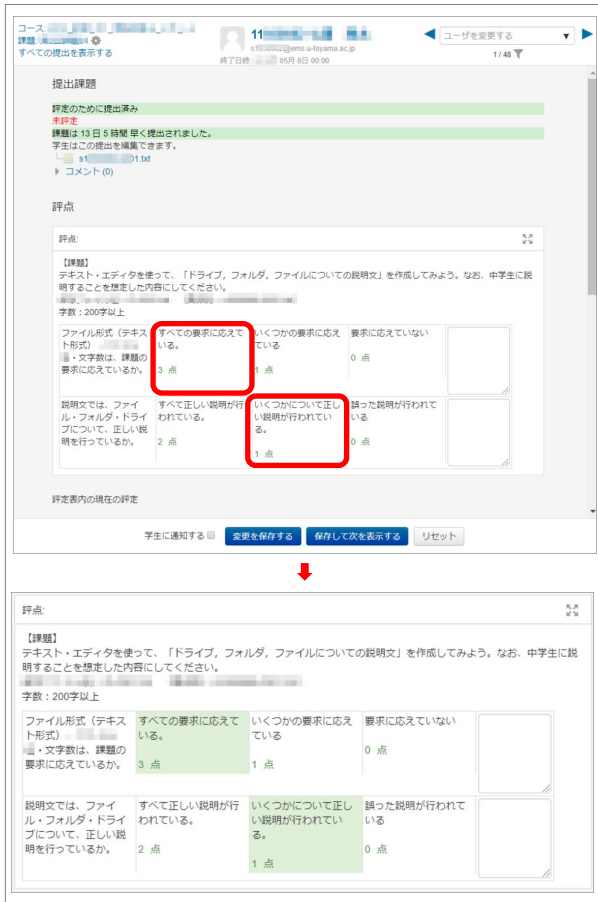 コース:
課題:
すべての提出を表示する
11
@ems.u-toyama.ac.jp
終了日時: 05月 8日 00:00
ユーザを変更する
1 / 48
提出課題
評定のために提出済み
未評定
課題は 13 日 5 時間 早く提出されました。
学生はこの提出を編集できます。
01.txt
コメント (0)
評点
評点:
【課題】
テキスト・エディタを使って、「ドライブ, フォルダ, ファイルについての説明文」を作成してみよう。なお、中学生に説
明することを想定した内容にしてください。
字数：200字以上
ファイル形式（テキス
ト形式）
・文字数は、課題の
要求に応えているか。
すべての要求に応えて
いる。
3 点
いくつかの要求に応え
ている
1 点
要求に応えていない
0 点
説明文では、ファイ
ル・フォルダ・ドライ
ブについて、正しい説
明を行っているか。
すべて正しい説明が行
われている。
2 点
いくつかについて正し
い説明が行われてい
る。
1 点
誤った説明が行われて
いる
0 点
評定表内の現在の評定
学生に通知する
変更を保存する
保存して次を表示する
リセット
評点:
【課題】
テキスト・エディタを使って、「ドライブ, フォルダ, ファイルについての説明文」を作成してみよう。なお、中学生に説
明することを想定した内容にしてください。
字数：200字以上
ファイル形式（テキス
ト形式）
・文字数は、課題の
要求に応えているか。
すべての要求に応えて
いる。
3 点
いくつかの要求に応え
ている
1 点
要求に応えていない
0 点
説明文では、ファイ
ル・フォルダ・ドライ
ブについて、正しい説
明を行っているか。
すべて正しい説明が行
われている。
2 点
いくつかについて正し
い説明が行われてい
る。
1 点
誤った説明が行われて
いる
0 点